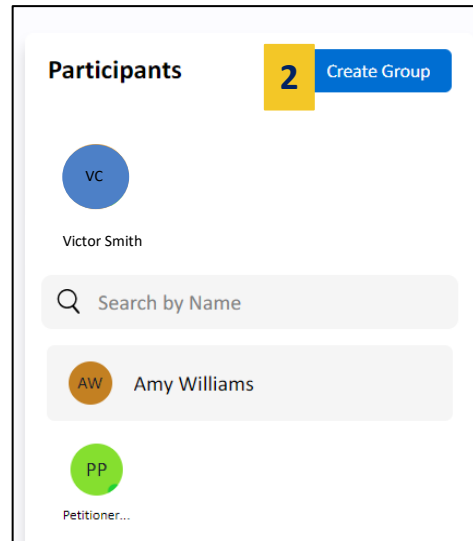 Participants
2
Create Group
VC
Victor Smith
Search by Name
AW
Amy Williams
PP
Petitioner...